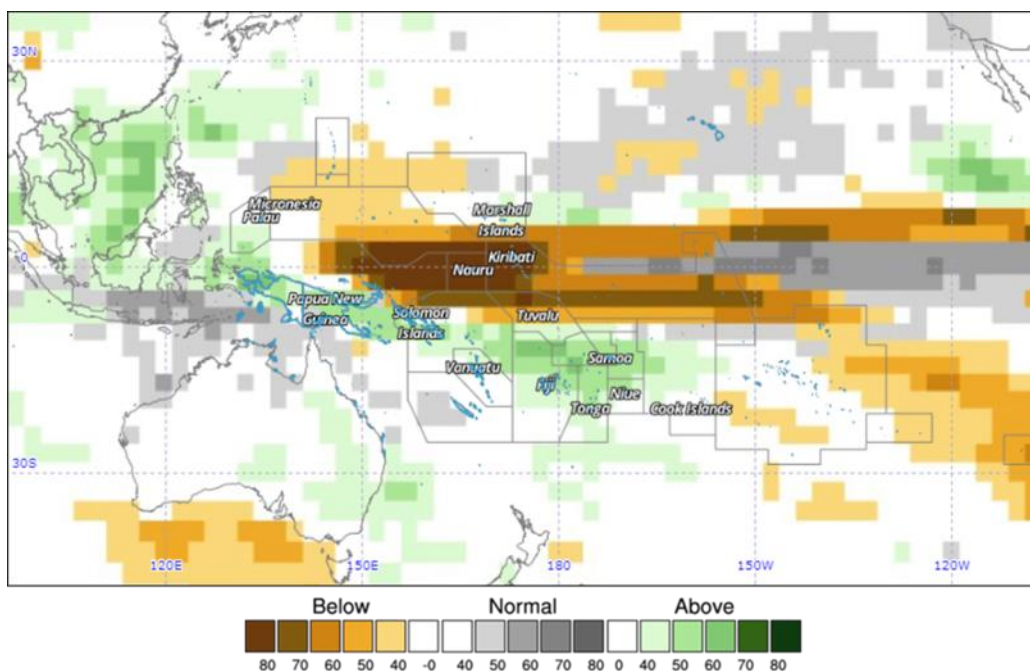 30N
Micronesia
Palau
Marshall
Islands
Kiribati
0
Nauru
Papua New
Guinea
Solomon
Islands
Tuvalu
Vanuatu
Samoa
Fiji
Niue
Tonga
Cook Islands
30S
120E 150E 180 150W 120W
Below Normal Above
80 70 60 50 40 -0 40 50 60 70 80 0 40 50 60 70 80